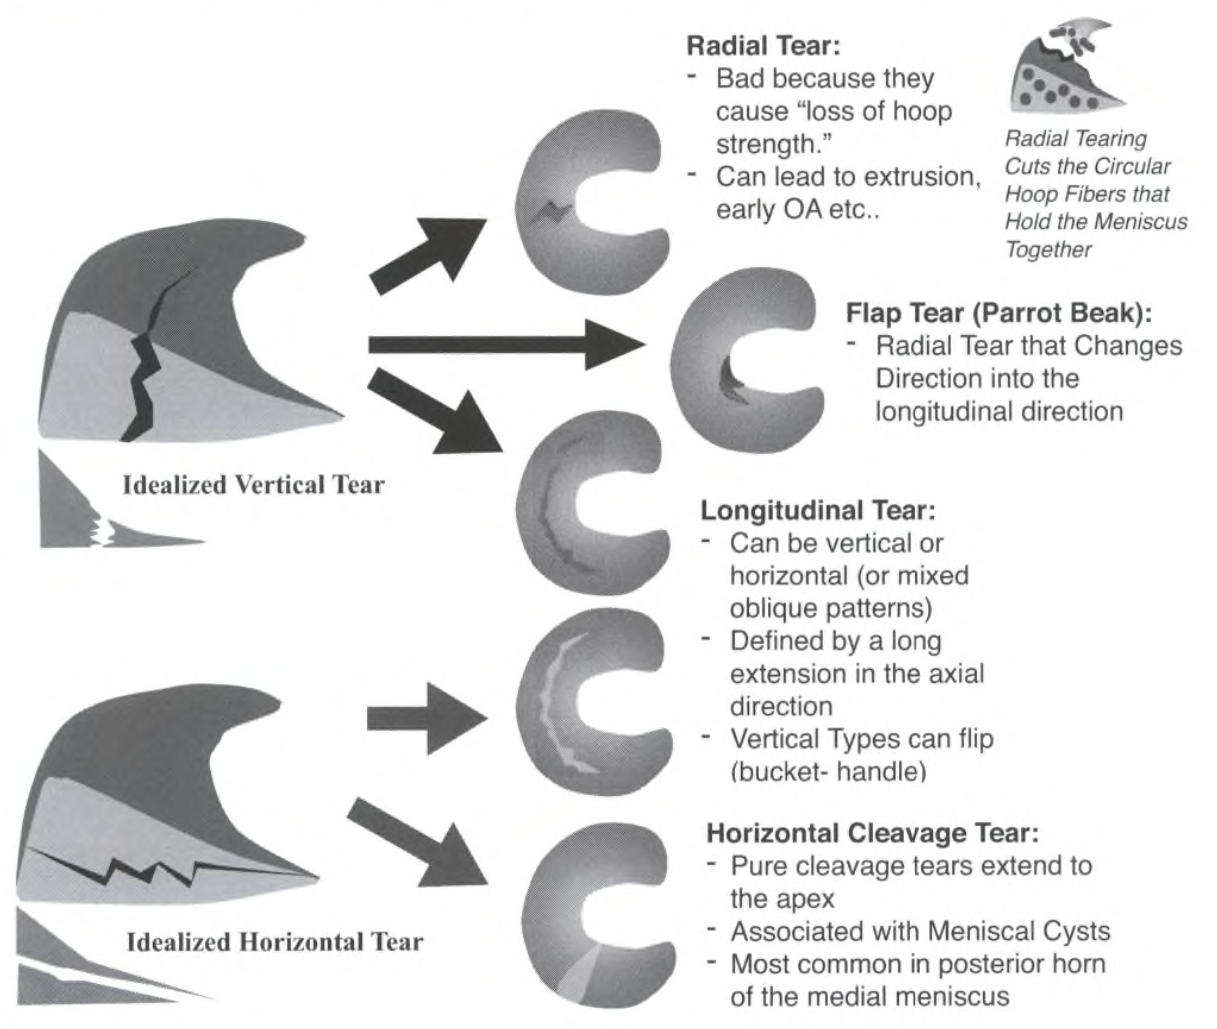 Radial Tear:
- Bad because they
cause “loss of hoop
strength.”
- Can lead to extrusion,
early OA etc..
Radial Tearing
Cuts the Circular
Hoop Fibers that
Hold the Meniscus
Together
Flap Tear (Parrot Beak):
- Radial Tear that Changes
Direction into the
longitudinal direction
Idealized Vertical Tear
Longitudinal Tear:
- Can be vertical or
horizontal (or mixed
oblique patterns)
- Defined by a long
extension in the axial
direction
- Vertical Types can flip
(bucket- handle)
Idealized Horizontal Tear
Horizontal Cleavage Tear:
- Pure cleavage tears extend to
the apex
- Associated with Meniscal Cysts
- Most common in posterior horn
of the medial meniscus